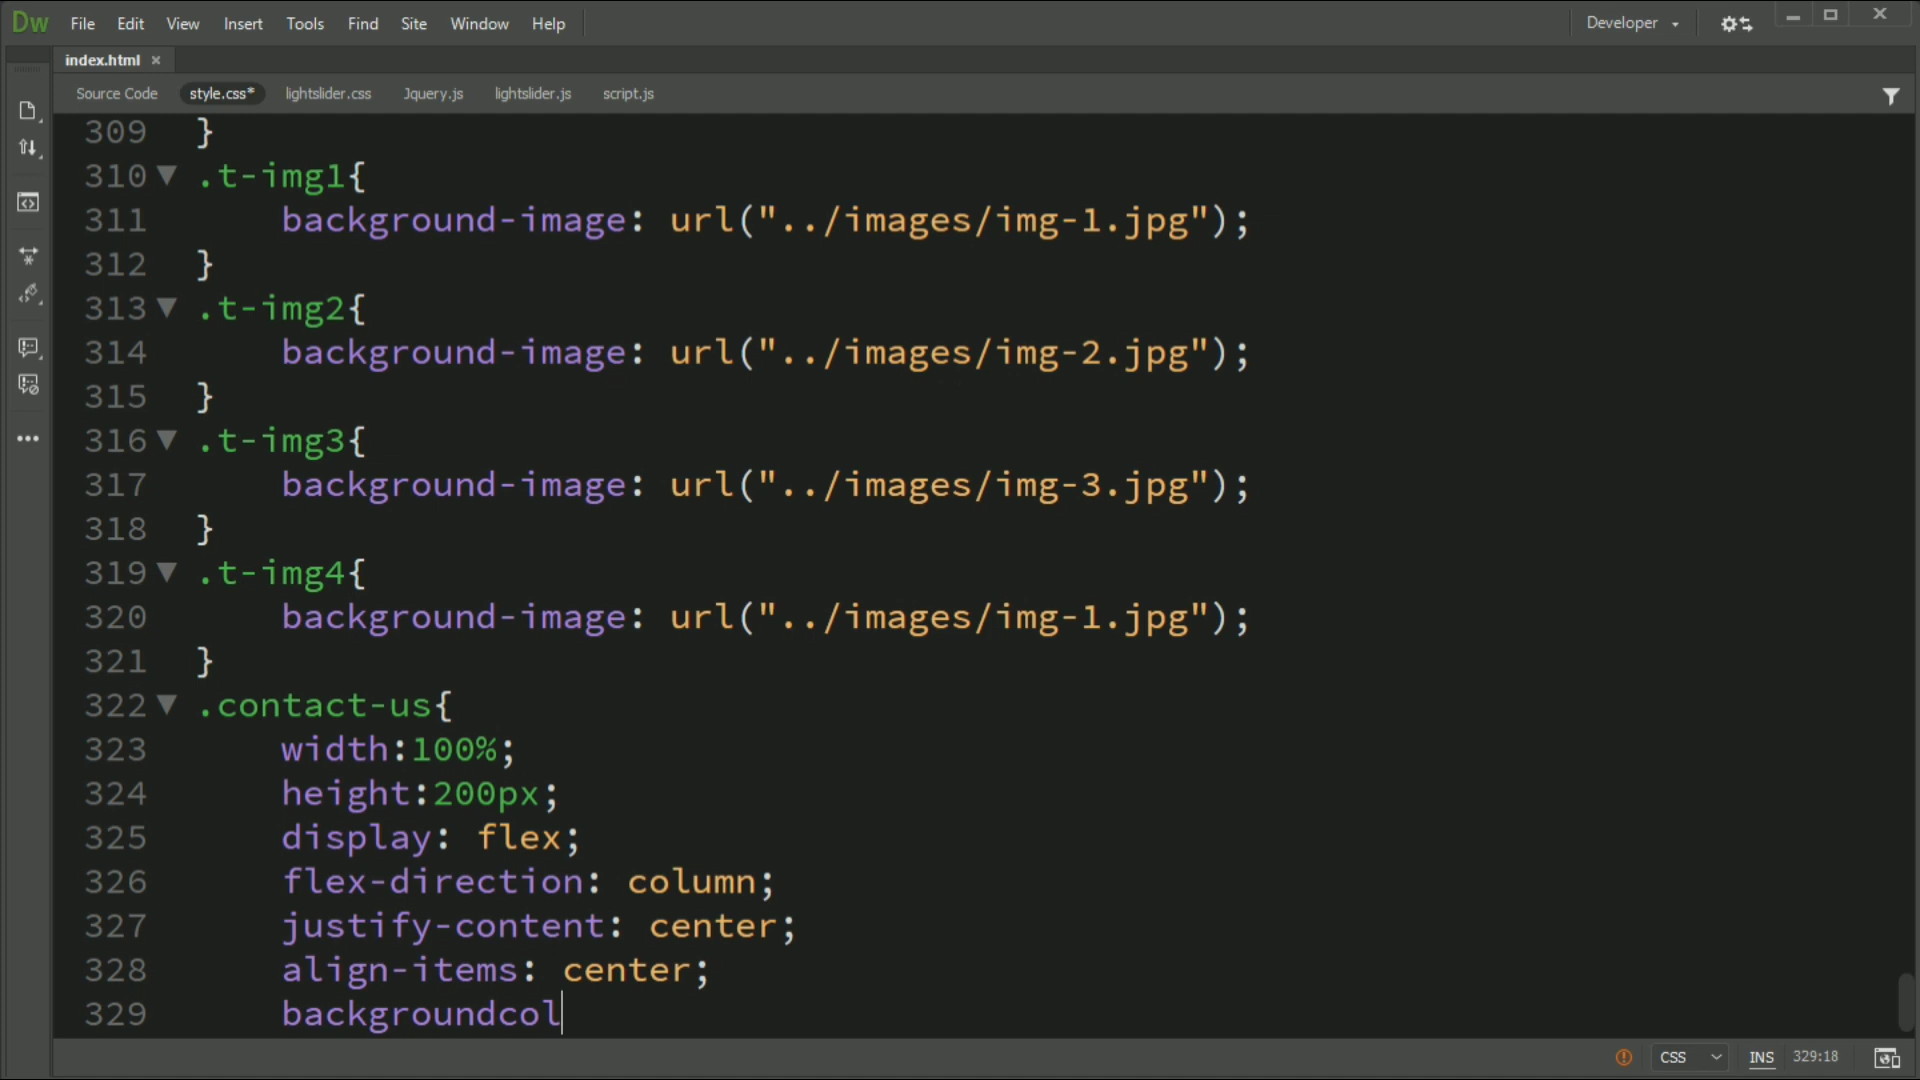 Dw File Edit View Insert Tools Find Site Window Help Developer
index.html
Source Code style.css* lightslider.css Jquery.js lightslider.js script.js
309 }
310 .t-img1{
311 background-image: url("../images/img-1.jpg");
312 }
313 .t-img2{
314 background-image: url("../images/img-2.jpg");
315 }
316 .t-img3{
317 background-image: url("../images/img-3.jpg");
318 }
319 .t-img4{
320 background-image: url("../images/img-1.jpg");
321 }
322 .contact-us{
323 width:100%;
324 height:200px;
325 display: flex;
326 flex-direction: column;
327 justify-content: center;
328 align-items: center;
329 backgroundcol
CSS INS 329:18